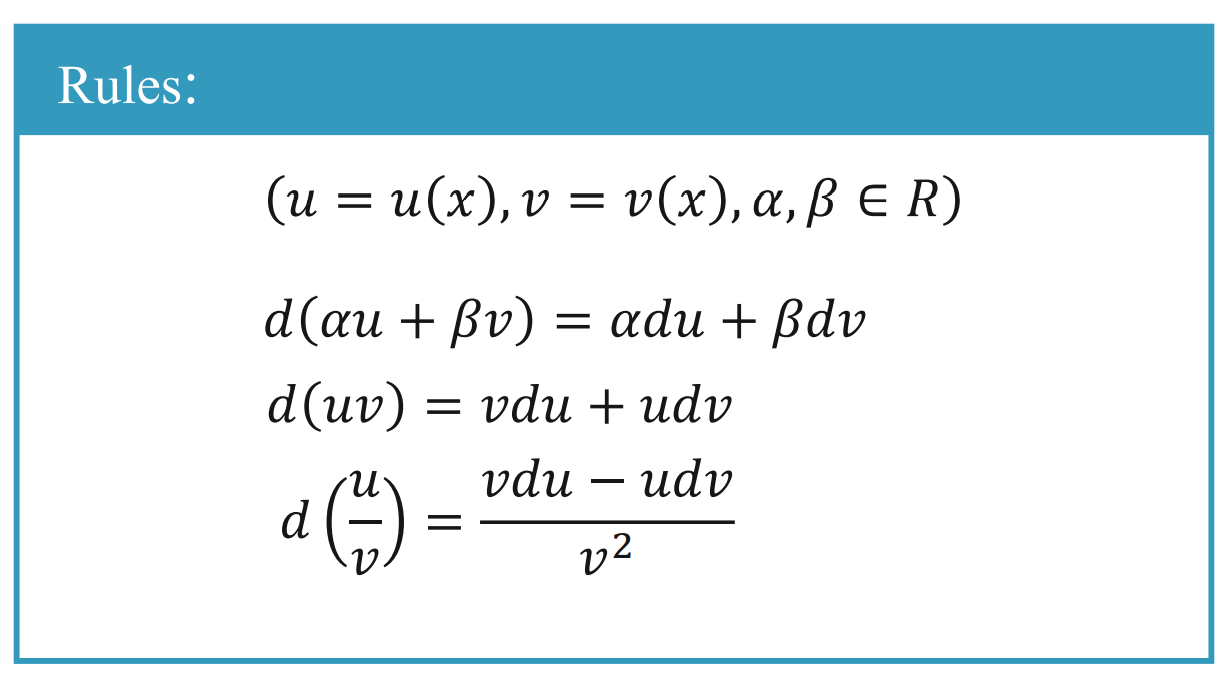 Rules:
(u = u(x), v = v(x), α, β ∈ R)
d(αu + βv) = αdu + βdv
d(uv) = vdu + udv
d(u/v) = (vdu − udv)/v²